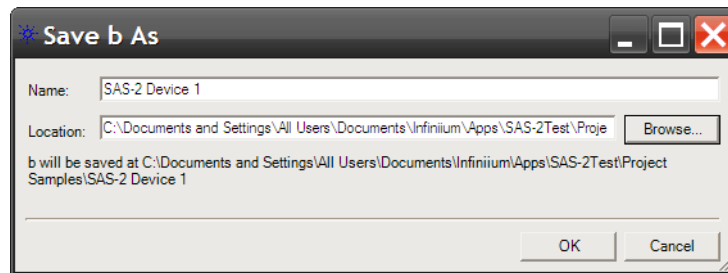 Save b As
Name: SAS-2 Device 1
Location: C:\Documents and Settings\All Users\Documents\Infiniium\Apps\SAS-2Test\Proje Browse...
b will be saved at C:\Documents and Settings\All Users\Documents\Infiniium\Apps\SAS-2Test\Project
Samples\SAS-2 Device 1
OK Cancel